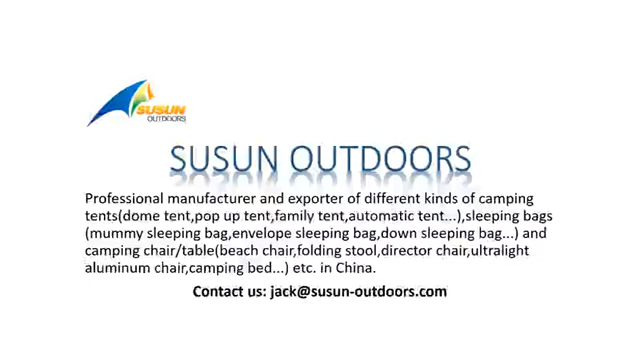 SUSUN
OUTDOORS
SUSUN OUTDOORS
Professional manufacturer and exporter of different kinds of camping
tents(dome tent,pop up tent,family tent,automatic tent...),sleeping bags
(mummy sleeping bag,envelope sleeping bag,down sleeping bag...) and
camping chair/table(beach chair,folding stool,director chair,ultralight
aluminum chair,camping bed...) etc. in China.
Contact us: jack@susun-outdoors.com